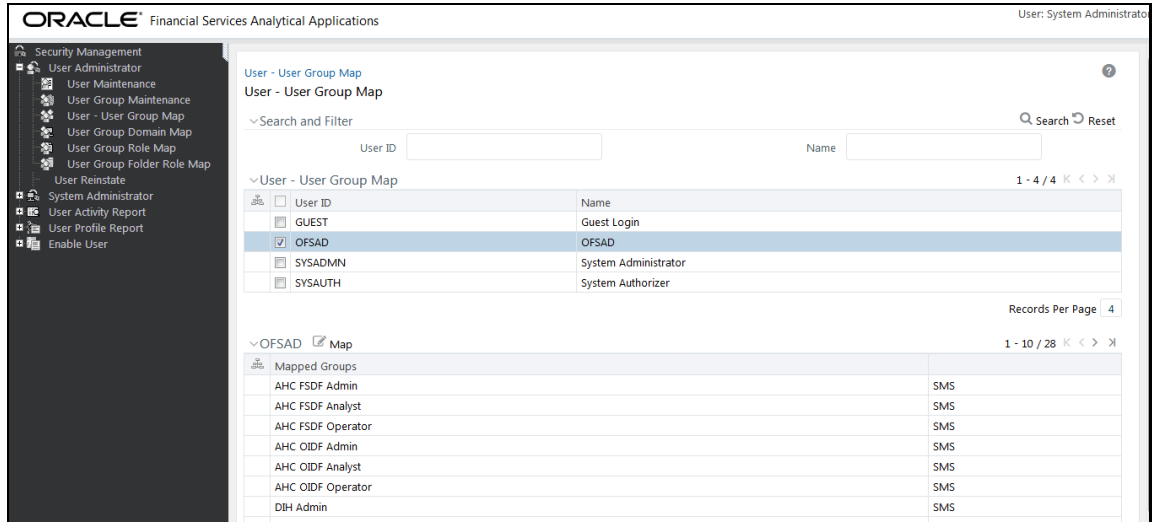 ORACLE® Financial Services Analytical Applications
User: System Administrator
Security Management
User Administrator
User Maintenance
User Group Maintenance
User - User Group Map
User Group Domain Map
User Group Role Map
User Group Folder Role Map
User Reinstate
System Administrator
User Activity Report
User Profile Report
Enable User
User - User Group Map
User - User Group Map
Search and Filter
Search Reset
User ID Name
User - User Group Map 1 - 4 / 4
User ID Name
GUEST Guest Login
OFSAD OFSAD
SYSADMN System Administrator
SYSAUTH System Authorizer
Records Per Page 4
OFSAD Map 1 - 10 / 28
Mapped Groups
AHC FSDF Admin SMS
AHC FSDF Analyst SMS
AHC FSDF Operator SMS
AHC OIDF Admin SMS
AHC OIDF Analyst SMS
AHC OIDF Operator SMS
DIH Admin SMS